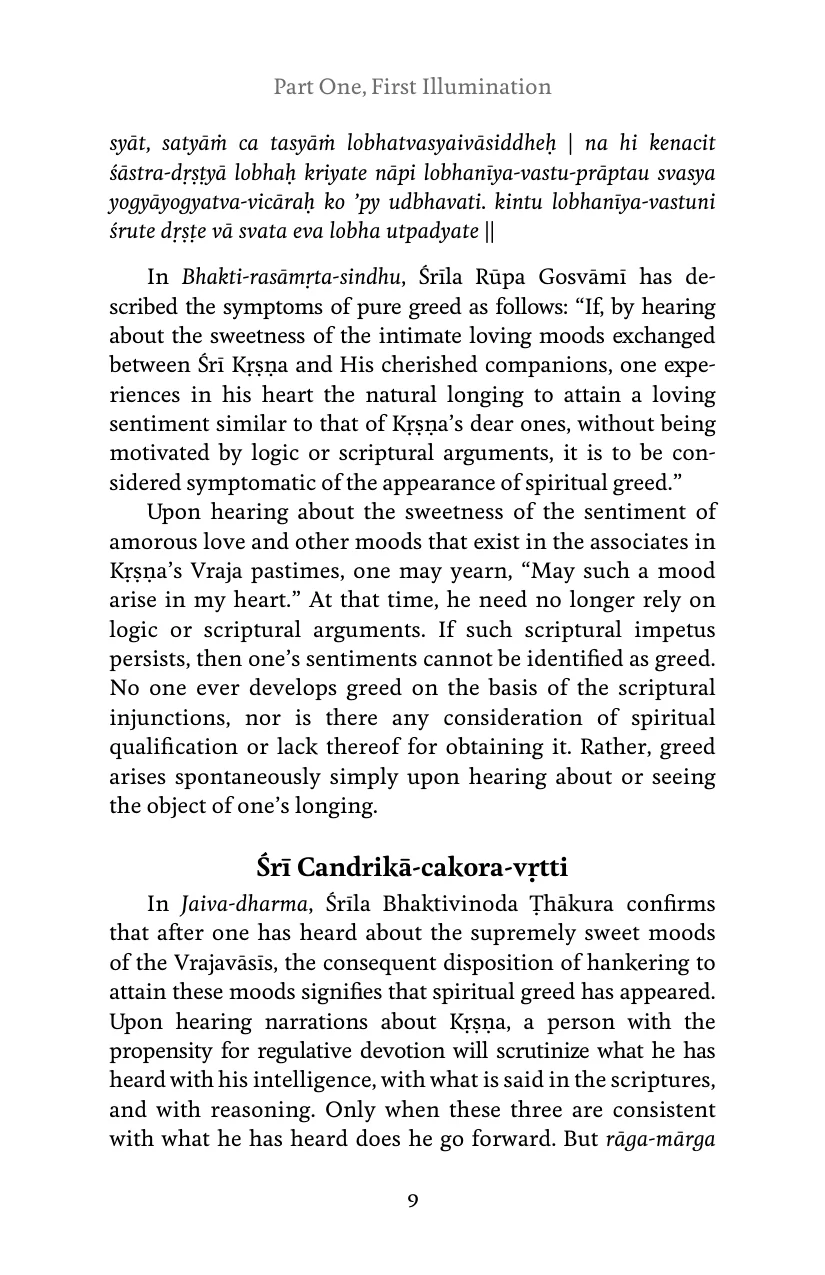 Part One, First Illumination
syāt, satyāṁ ca tasyāṁ lobhatvasyaivāsiddheḥ | na hi kenacit
śāstra-dṛṣṭyā lobhaḥ kriyate nāpi lobhanīya-vastu-prāptau svasya
yogyāyogyatva-vicāraḥ ko ’py udbhavati. kintu lobhanīya-vastuni
śrute dṛṣṭe vā svata eva lobha utpadyate ||
In Bhakti-rasāmṛta-sindhu, Śrīla Rūpa Gosvāmī has de-
scribed the symptoms of pure greed as follows: “If, by hearing
about the sweetness of the intimate loving moods exchanged
between Śrī Kṛṣṇa and His cherished companions, one expe-
riences in his heart the natural longing to attain a loving
sentiment similar to that of Kṛṣṇa’s dear ones, without being
motivated by logic or scriptural arguments, it is to be con-
sidered symptomatic of the appearance of spiritual greed.”
Upon hearing about the sweetness of the sentiment of
amorous love and other moods that exist in the associates in
Kṛṣṇa’s Vraja pastimes, one may yearn, “May such a mood
arise in my heart.” At that time, he need no longer rely on
logic or scriptural arguments. If such scriptural impetus
persists, then one’s sentiments cannot be identified as greed.
No one ever develops greed on the basis of the scriptural
injunctions, nor is there any consideration of spiritual
qualification or lack thereof for obtaining it. Rather, greed
arises spontaneously simply upon hearing about or seeing
the object of one’s longing.
Śrī Candrikā-cakora-vṛtti
In Jaiva-dharma, Śrīla Bhaktivinoda Ṭhākura confirms
that after one has heard about the supremely sweet moods
of the Vrajavāsīs, the consequent disposition of hankering to
attain these moods signifies that spiritual greed has appeared.
Upon hearing narrations about Kṛṣṇa, a person with the
propensity for regulative devotion will scrutinize what he has
heard with his intelligence, with what is said in the scriptures,
and with reasoning. Only when these three are consistent
with what he has heard does he go forward. But rāga-mārga
9